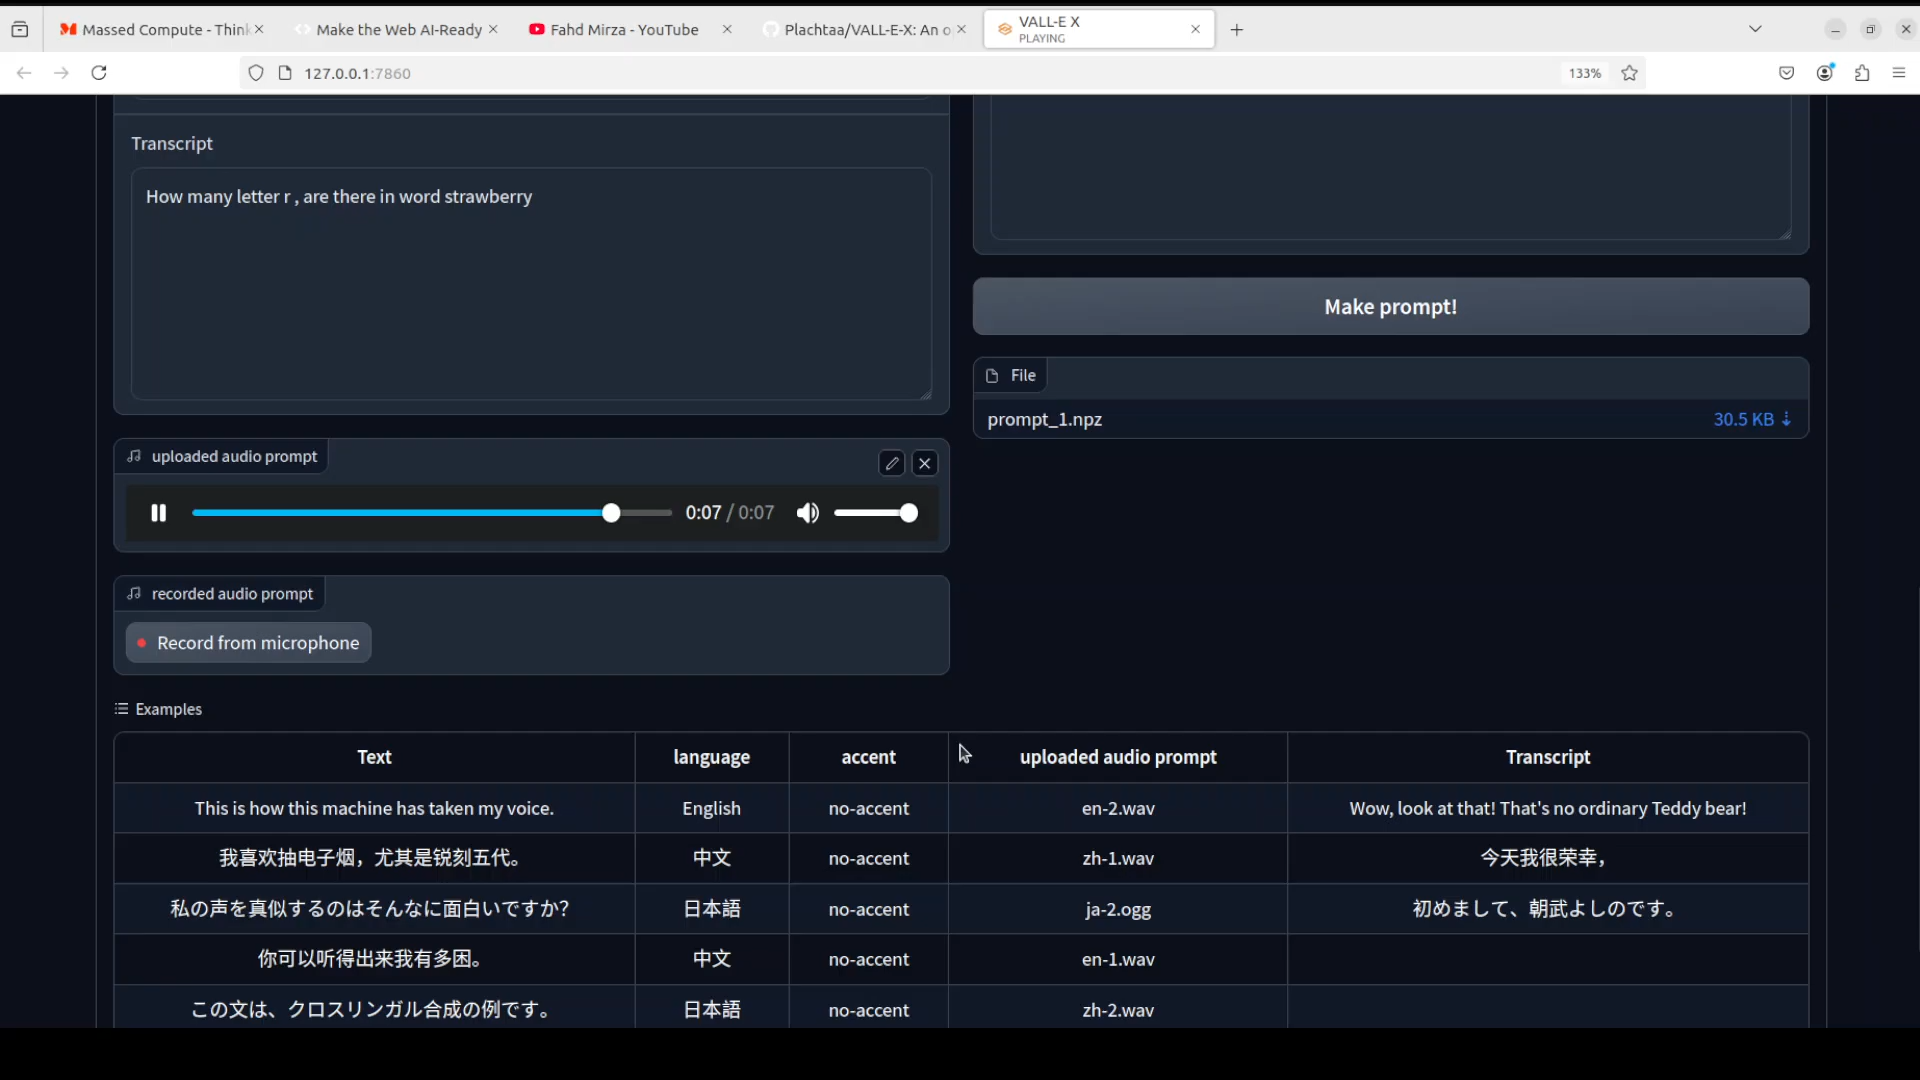 Massed Compute - Think
Make the Web AI-Ready
Fahd Mirza - YouTube
Plachtaa/VALL-E-X: An o
VALL-E X
PLAYING
127.0.0.1:7860
133%
Transcript
How many letter r , are there in word strawberry
Make prompt!
File
prompt_1.npz
30.5 KB ⇣
uploaded audio prompt
0:07 / 0:07
recorded audio prompt
Record from microphone
Examples
Text language accent uploaded audio prompt Transcript
This is how this machine has taken my voice. English no-accent en-2.wav Wow, look at that! That's no ordinary Teddy bear!
我喜欢抽电子烟，尤其是锐刻五代。 中文 no-accent zh-1.wav 今天我很荣幸，
私の声を真似するのはそんなに面白いですか？ 日本語 no-accent ja-2.ogg 初めまして、朝武よしのです。
你可以听得出来我有多困。 中文 no-accent en-1.wav
この文は、クロスリンガル合成の例です。 日本語 no-accent zh-2.wav